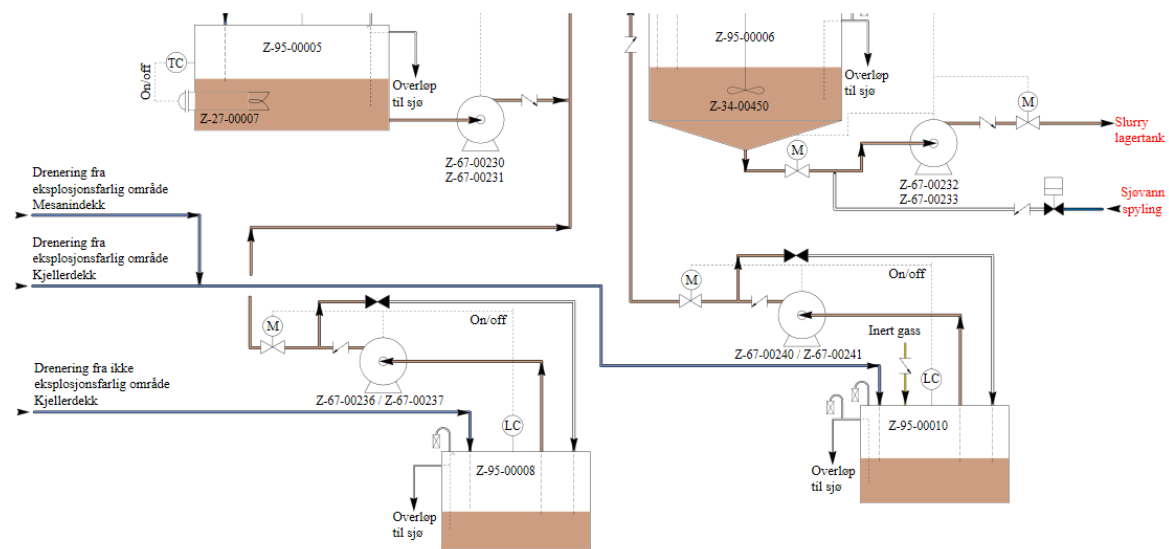 Z-95-00005
TC
On/off
Z-27-00007
Overløp
til sjø
Z-67-00230
Z-67-00231
Z-95-00006
Z-34-00450
Overløp
til sjø
M
M
Slurry
lagertank
Z-67-00232
Z-67-00233
Sjøvann
spyling
Drenering fra
eksplosjonsfarlig område
Mesanindekk
Drenering fra
eksplosjonsfarlig område
Kjellerdekk
M
On/off
Drenering fra ikke
eksplosjonsfarlig område
Kjellerdekk
Z-67-00236 / Z-67-00237
LC
Z-95-00008
Overløp
til sjø
M
On/off
Inert gass
Z-67-00240 / Z-67-00241
LC
Z-95-00010
Overløp
til sjø